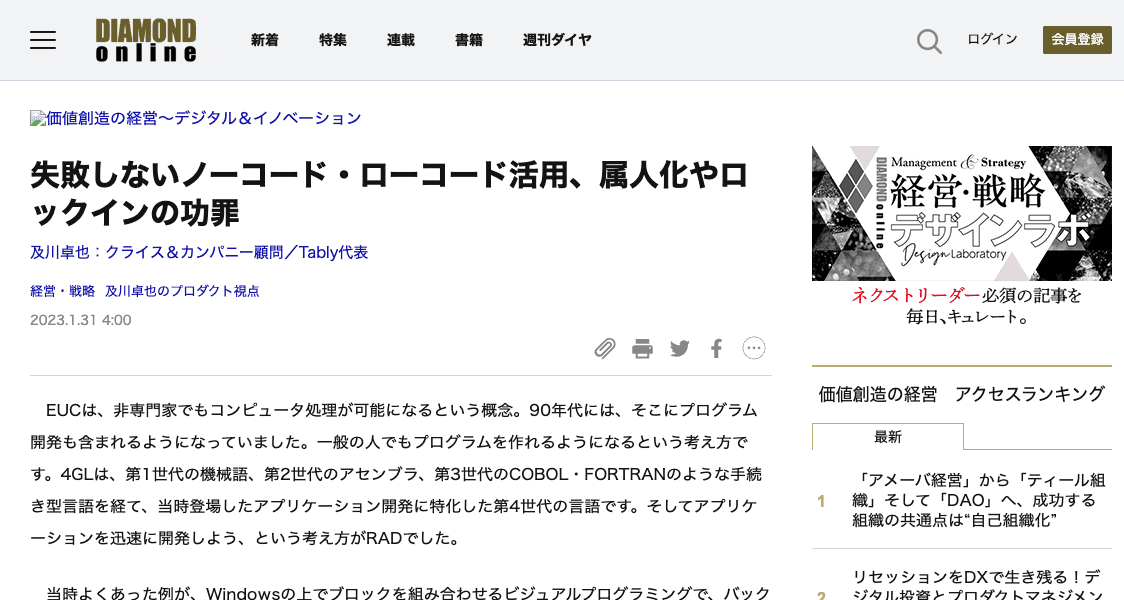 DIAMOND
online
新着 特集 連載 書籍 週刊ダイヤ
ログイン 会員登録
価値創造の経営～デジタル＆イノベーション
失敗しないノーコード・ローコード活用、属人化やロ
ックインの功罪
及川卓也：クライス＆カンパニー顧問／Tably代表
経営・戦略 及川卓也のプロダクト視点
2023.1.31 4:00
EUCは、非専門家でもコンピュータ処理が可能になるという概念。90年代には、そこにプログラム
開発も含まれるようになっていました。一般の人でもプログラムを作れるようになるという考え方で
す。4GLは、第1世代の機械語、第2世代のアセンブラ、第3世代のCOBOL・FORTRANのような手続
き型言語を経て、当時登場したアプリケーション開発に特化した第4世代の言語です。そしてアプリケ
ーションを迅速に開発しよう、という考え方がRADでした。
当時よくあった例が、Windowsの上でブロックを組み合わせるビジュアルプログラミングで、バック
DIAMOND online
Management & Strategy
経営・戦略
デザインラボ
Design Laboratory
ネクストリーダー必須の記事を
毎日、キュレート。
価値創造の経営 アクセスランキング
最新
1
「アメーバ経営」から「ティール組
織」そして「DAO」へ、成功する
組織の共通点は“自己組織化”
2
リセッションをDXで生き残る！デ
ジタル投資とプロダクトマネジメン